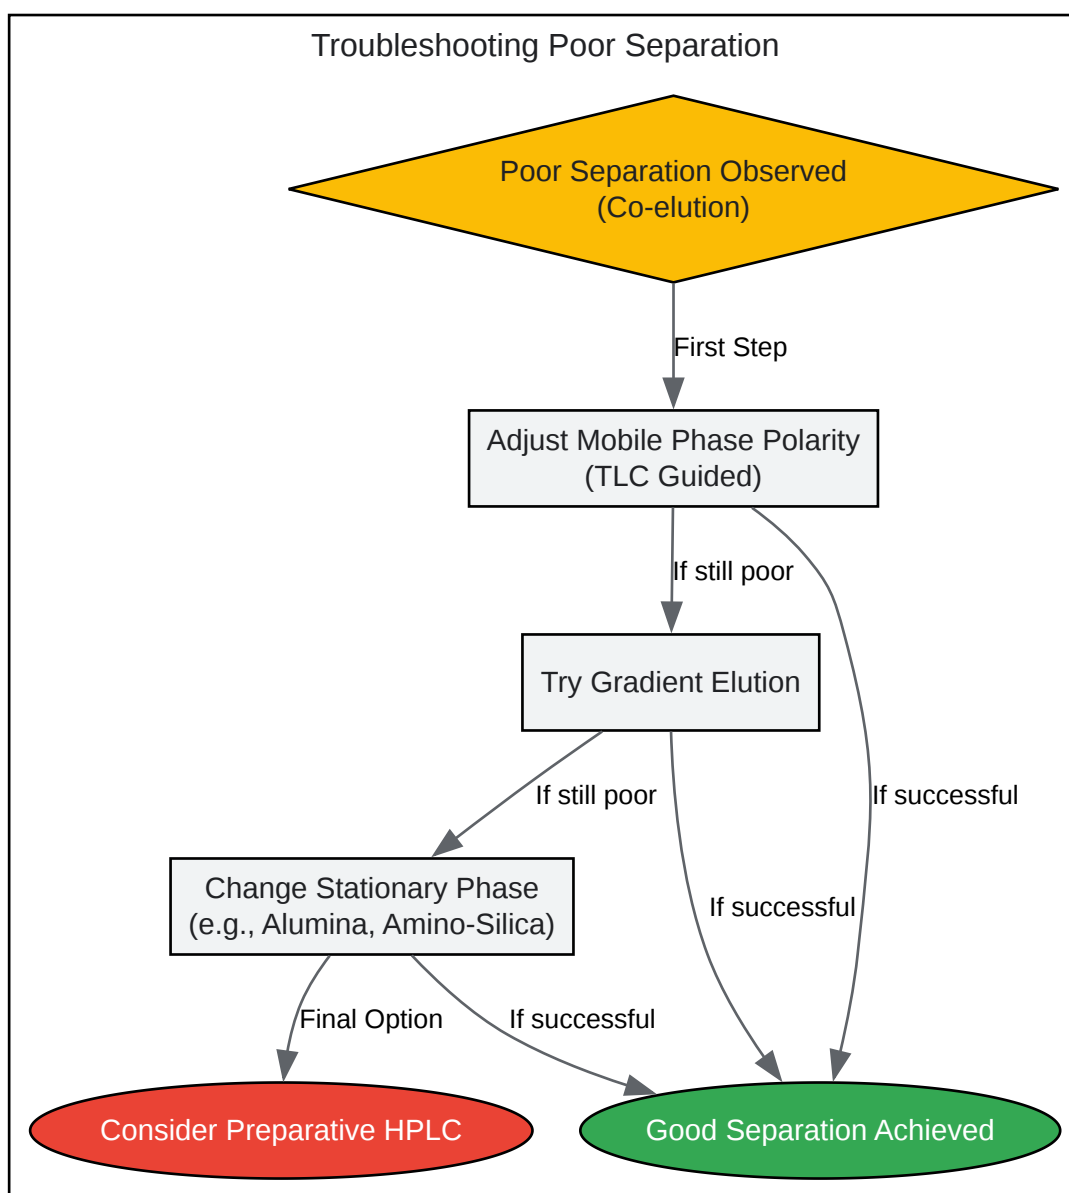 Troubleshooting Poor Separation
Poor Separation Observed
(Co-elution)
First Step
Adjust Mobile Phase Polarity
(TLC Guided)
If still poor
Try Gradient Elution
If still poor
If successful
Change Stationary Phase
(e.g., Alumina, Amino-Silica)
If successful
Final Option
If successful
Consider Preparative HPLC
Good Separation Achieved